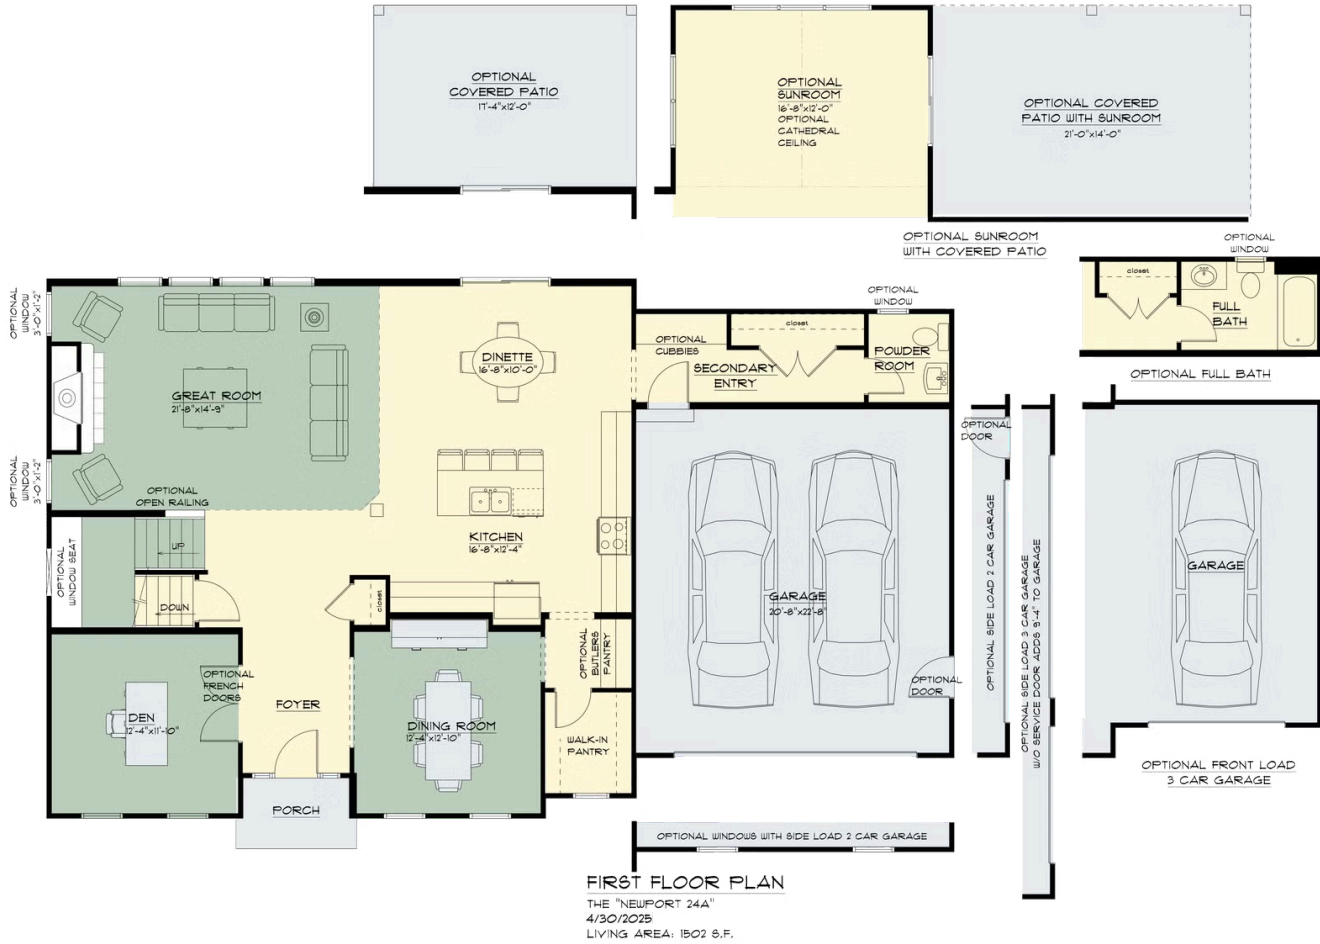 OPTIONAL
COVERED PATIO
17'-4"x12'-0"
OPTIONAL
SUNROOM
16'-8"x12'-0"
OPTIONAL
CATHEDRAL
CEILING
OPTIONAL COVERED
PATIO WITH SUNROOM
21'-0"x14'-0"
OPTIONAL SUNROOM
WITH COVERED PATIO
OPTIONAL
WINDOW
closet
FULL
BATH
OPTIONAL FULL BATH
OPTIONAL
WINDOW
3'-0"x1'-2"
GREAT ROOM
21'-8"x14'-9"
OPTIONAL
WINDOW
3'-0"x1'-2"
OPTIONAL
OPEN RAILING
DINETTE
16'-8"x10'-0"
OPTIONAL
CUBBIES
SECONDARY
ENTRY
closet
OPTIONAL
WINDOW
POWDER
ROOM
KITCHEN
16'-8"x12'-4"
OPTIONAL
WINDOW SEAT
UP
DOWN
closet
GARAGE
20'-8"x22'-8"
OPTIONAL
DOOR
OPTIONAL
DOOR
OPTIONAL SIDE LOAD 2 CAR GARAGE
OPTIONAL SIDE LOAD 3 CAR GARAGE
W/O SERVICE DOOR ADDS 9'-4" TO GARAGE
GARAGE
OPTIONAL FRONT LOAD
3 CAR GARAGE
OPTIONAL
FRENCH
DOORS
DEN
12'-4"x11'-10"
FOYER
DINING ROOM
12'-4"x12'-10"
OPTIONAL
BUTLERS
PANTRY
WALK-IN
PANTRY
PORCH
OPTIONAL WINDOWS WITH SIDE LOAD 2 CAR GARAGE
FIRST FLOOR PLAN
THE "NEWPORT 24A"
4/30/2025
LIVING AREA: 1502 S.F.